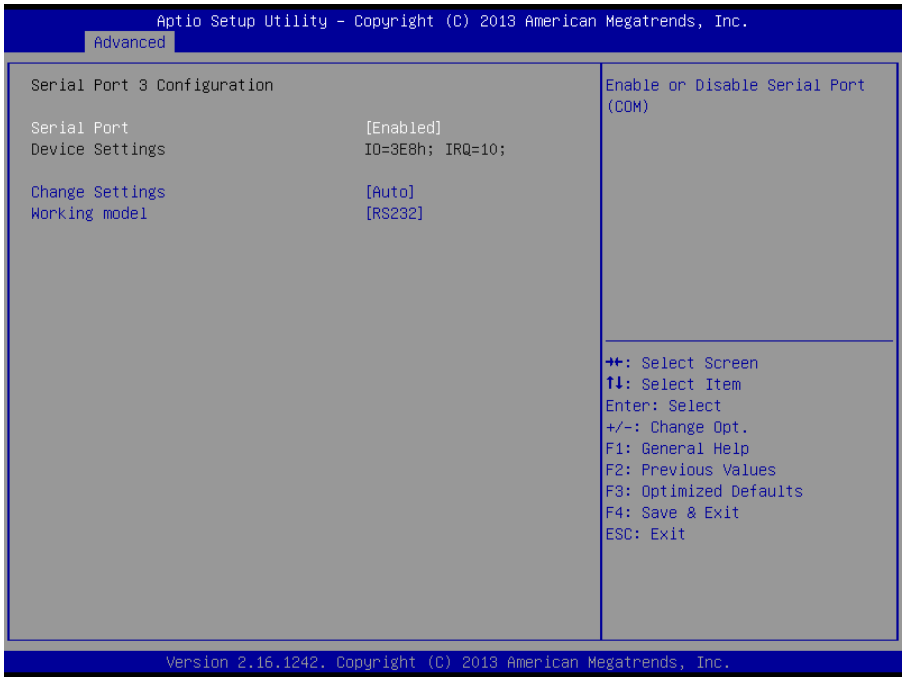 Aptio Setup Utility – Copyright (C) 2013 American Megatrends, Inc.
Advanced
Serial Port 3 Configuration
Serial Port [Enabled]
Device Settings IO=3E8h; IRQ=10;
Change Settings [Auto]
Working model [RS232]
Enable or Disable Serial Port
(COM)
→←: Select Screen
↑↓: Select Item
Enter: Select
+/-: Change Opt.
F1: General Help
F2: Previous Values
F3: Optimized Defaults
F4: Save & Exit
ESC: Exit
Version 2.16.1242. Copyright (C) 2013 American Megatrends, Inc.